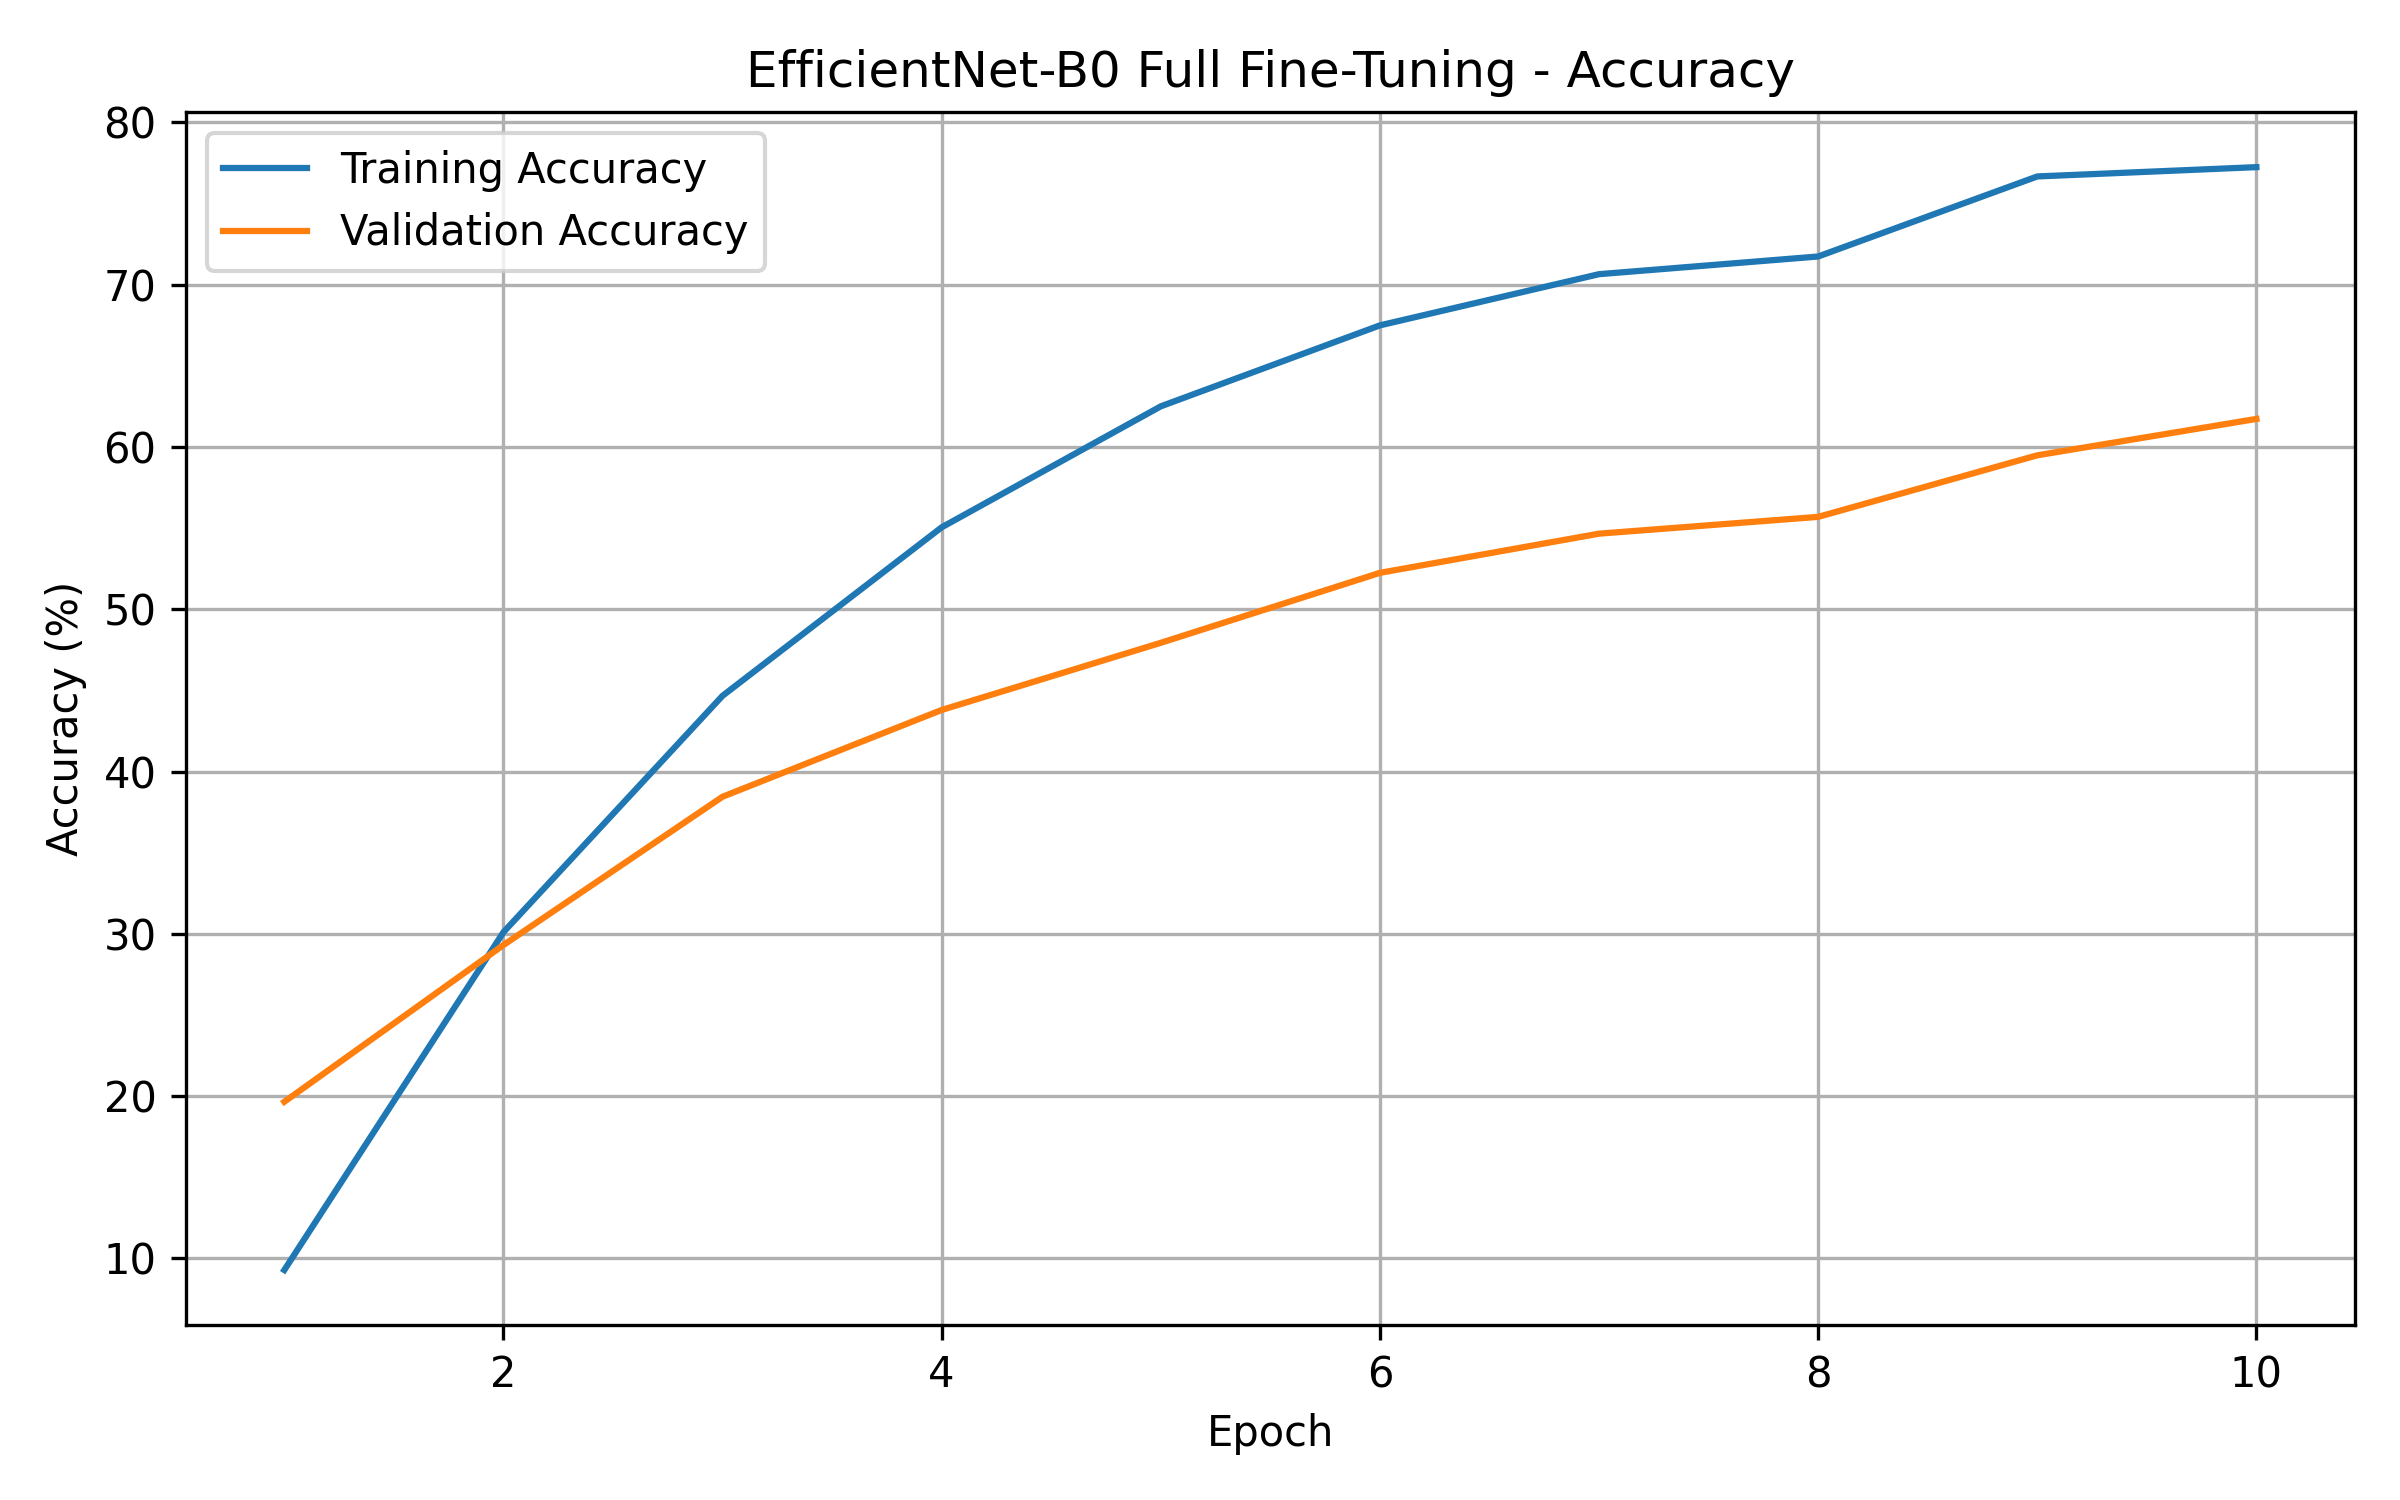 EfficientNet-B0 Full Fine-Tuning - Accuracy
Training Accuracy
Validation Accuracy
Accuracy (%)
80
70
60
50
40
30
20
10
2 4 6 8 10
Epoch